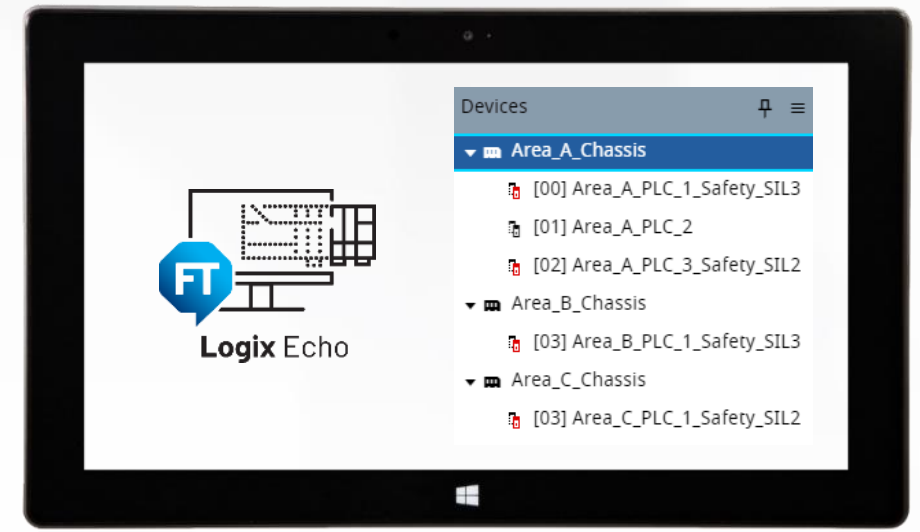 FT
Logix Echo
Devices
Area_A_Chassis
[00] Area_A_PLC_1_Safety_SIL3
[01] Area_A_PLC_2
[02] Area_A_PLC_3_Safety_SIL2
Area_B_Chassis
[03] Area_B_PLC_1_Safety_SIL3
Area_C_Chassis
[03] Area_C_PLC_1_Safety_SIL2